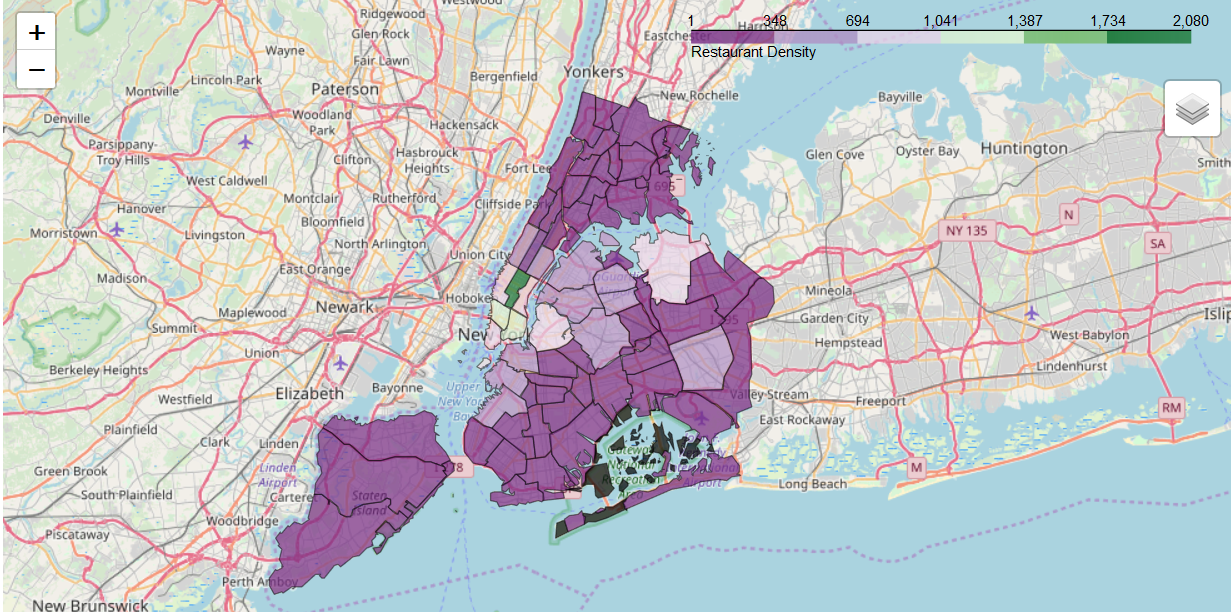 +
−
1
348
694
1,041
1,387
1,734
2,080
Restaurant Density
Ridgewood
Glen Rock
Wayne
Fair Lawn
Lincoln Park
Montville
Paterson
Bergenfield
Yonkers
Eastchester
New Rochelle
Denville
Woodland
Park
Hackensack
Parsippany-
Troy Hills
Clifton
Hasbrouck
Heights
Fort Lee
West Caldwell
Montclair
Rutherford
Cliffside Park
Hanover
Bloomfield
Morristown
Livingston
North Arlington
Union City
Madison
East Orange
Newark
Maplewood
Summit
Union
Berkeley Heights
Elizabeth
Bayonne
Upper
New York
Bay
Westfield
Plainfield
Clark
Linden
Linden
Airport
Green Brook
South Plainfield
Carteret
Staten
Island
Woodbridge
Piscataway
Perth Amboy
New Brunswick
695
278
Bayville
Glen Cove
Oyster Bay
Huntington
Smith
NY 135
N
SA
Mineola
Garden City
Hempstead
West Babylon
Islip
Lindenhurst
Valley Stream
Freeport
East Rockaway
RM
M
Long Beach
Gateway
National
Recreation
Area
International
Airport